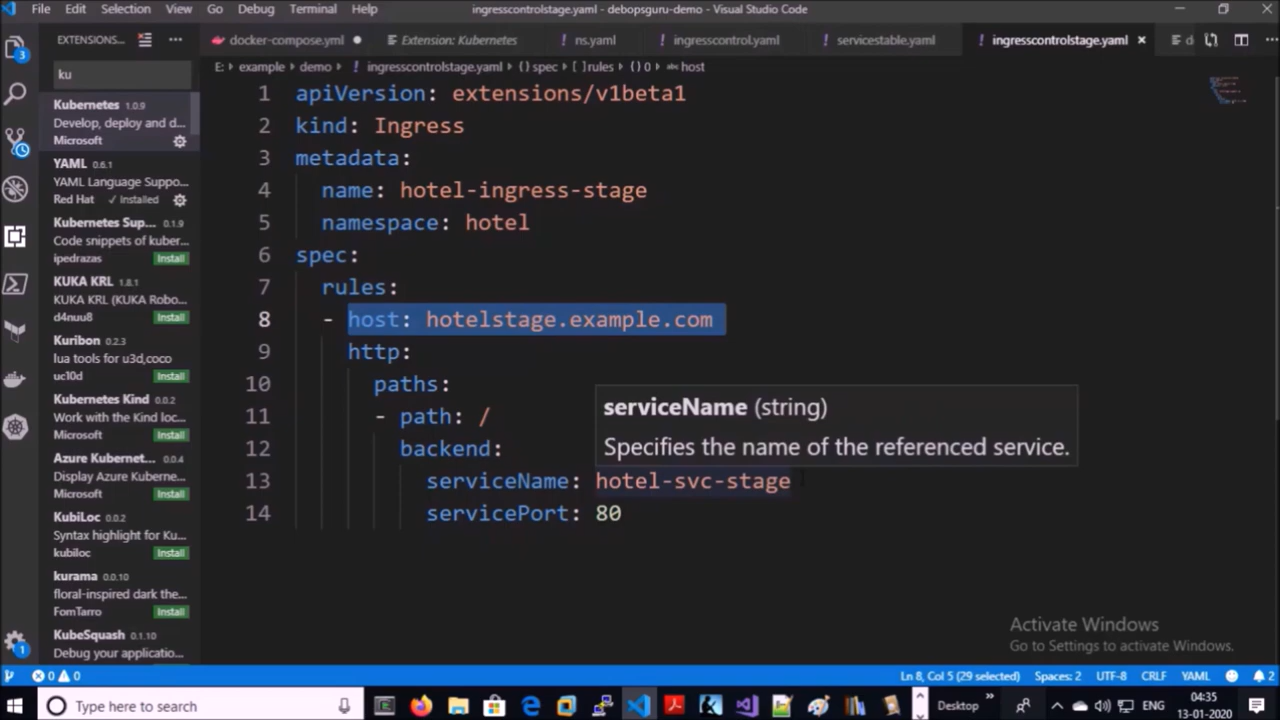 File Edit Selection View Go Debug Terminal Help ingresscontrolstage.yaml - debopsguru-demo - Visual Studio Code
EXTENSIONS... docker-compose.yml Extension: Kubernetes ns.yaml ingresscontrol.yaml servicestable.yaml ingresscontrolstage.yaml d
E: > example > demo > ! ingresscontrolstage.yaml > {} spec > [ ] rules > {} 0 > abc host
3
ku
Kubernetes 1.0.9
Develop, deploy and d...
Microsoft
YAML 0.6.1
YAML Language Suppo...
Red Hat ✓ Installed
Kubernetes Sup... 0.1.9
Code snippets of kuber...
ipedrazas Install
KUKA KRL 1.8.1
KUKA KRL (KUKA Robo...
d4nuu8 Install
Kuribon 0.2.3
lua tools for u3d,coco
uc10d Install
Kubernetes Kind 0.0.2
Work with the Kind loc...
Microsoft Install
Azure Kubernet... 0.0.4
Display Azure Kuberne...
Microsoft Install
KubiLoc 0.0.2
Syntax highlight for Ku...
kubiloc Install
kurama 0.0.10
floral-inspired dark the...
FomTarro Install
KubeSquash 0.1.10
Debug your applicatio...
1
1 apiVersion: extensions/v1beta1
2 kind: Ingress
3 metadata:
4 name: hotel-ingress-stage
5 namespace: hotel
6 spec:
7 rules:
8 - host: hotelstage.example.com
9 http:
10 paths:
11 - path: /
12 backend:
13 serviceName: hotel-svc-stage
14 servicePort: 80
serviceName (string)
Specifies the name of the referenced service.
Activate Windows
Go to Settings to activate Windows.
0 0 Ln 8, Col 5 (29 selected) Spaces: 2 UTF-8 CRLF YAML 2
Type here to search Desktop » ENG 04:35
13-01-2020